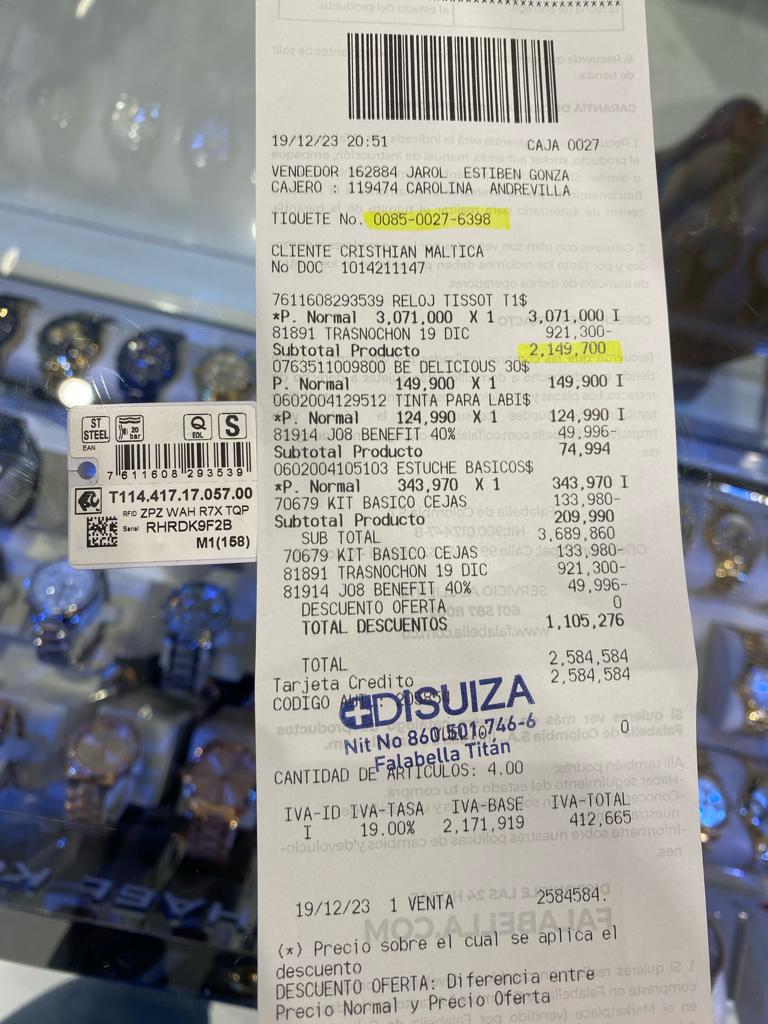 19/12/23 20:51 CAJA 0027
VENDEDOR 162884 JAROL ESTIBEN GONZA
CAJERO : 119474 CAROLINA ANDREVILLA
TIQUETE No. 0085-0027-6398
CLIENTE CRISTHIAN MALTICA
No DOC 1014211147
7611608293539 RELOJ TISSOT T1$
*P. Normal 3,071,000 X 1 3,071,000 I
81891 TRASNOCHON 19 DIC 921,300-
Subtotal Producto 2,149,700
0763511009800 BE DELICIOUS 30$
P. Normal 149,900 X 1 149,900 I
0602004129512 TINTA PARA LABI$
*P. Normal 124,990 X 1 124,990 I
81914 J08 BENEFIT 40% 49,996-
Subtotal Producto 74,994
0602004105103 ESTUCHE BASICOS$
*P. Normal 343,970 X 1 343,970 I
70679 KIT BASICO CEJAS 133,980-
Subtotal Producto 209,990
SUB TOTAL 3,689,860
70679 KIT BASICO CEJAS 133,980-
81891 TRASNOCHON 19 DIC 921,300-
81914 J08 BENEFIT 40% 49,996-
DESCUENTO OFERTA 0
TOTAL DESCUENTOS 1,105,276
TOTAL 2,584,584
Tarjeta Credito 2,584,584
CODIGO
DISUIZA
Nit No 860.501.746-6
0
Falabella Titán
CANTIDAD DE ARTICULOS: 4.00
IVA-ID IVA-TASA IVA-BASE IVA-TOTAL
I 19.00% 2,171,919 412,665
19/12/23 1 VENTA 2584584.
(*) Precio sobre el cual se aplica el
descuento
DESCUENTO OFERTA: Diferencia entre
Precio Normal y Precio Oferta
ST STEEL
20 bar
Q
EOL
S
EAN
7 611608 293539
T114.417.17.057.00
RFID ZPZ WAH R7X TQP
Serial RHRDK9F2B
M1(158)